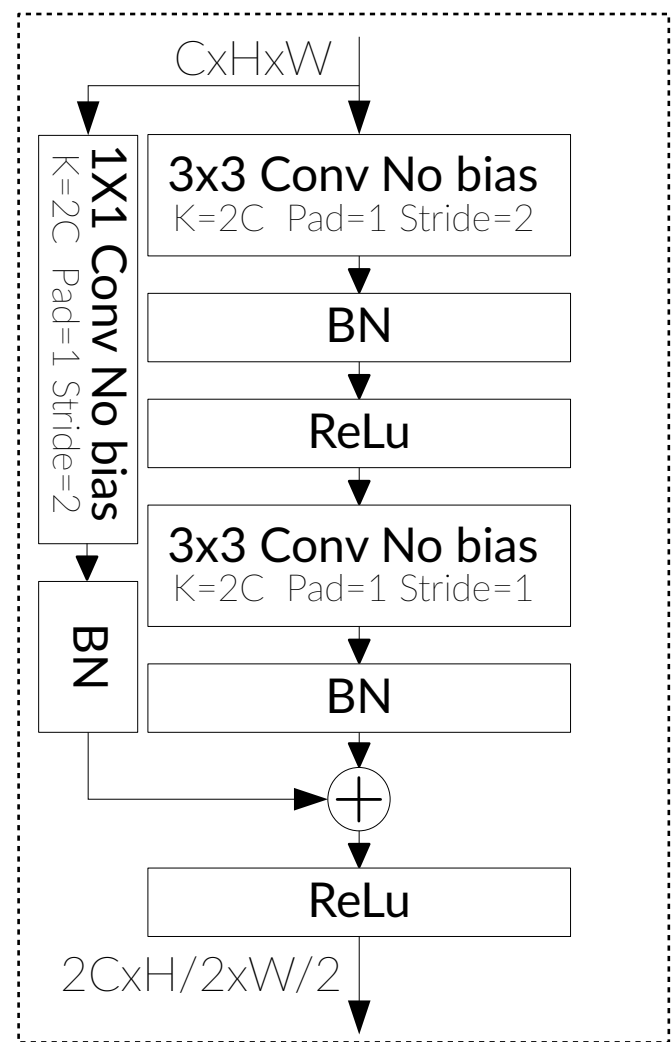 CxHxW
1X1 Conv No bias
K=2C Pad=1 Stride=2
BN
3x3 Conv No bias
K=2C Pad=1 Stride=2
BN
ReLu
3x3 Conv No bias
K=2C Pad=1 Stride=1
BN
ReLu
2CxH/2xW/2